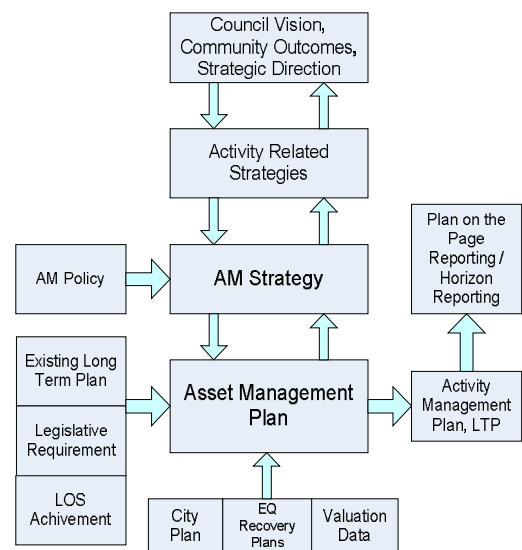 Council Vision,
Community Outcomes,
Strategic Direction
Activity Related
Strategies
AM Policy
AM Strategy
Plan on the
Page
Reporting /
Horizon
Reporting
Existing Long
Term Plan
Legislative
Requirement
LOS
Achivement
Asset Management
Plan
Activity
Management
Plan, LTP
City
Plan
EQ
Recovery
Plans
Valuation
Data